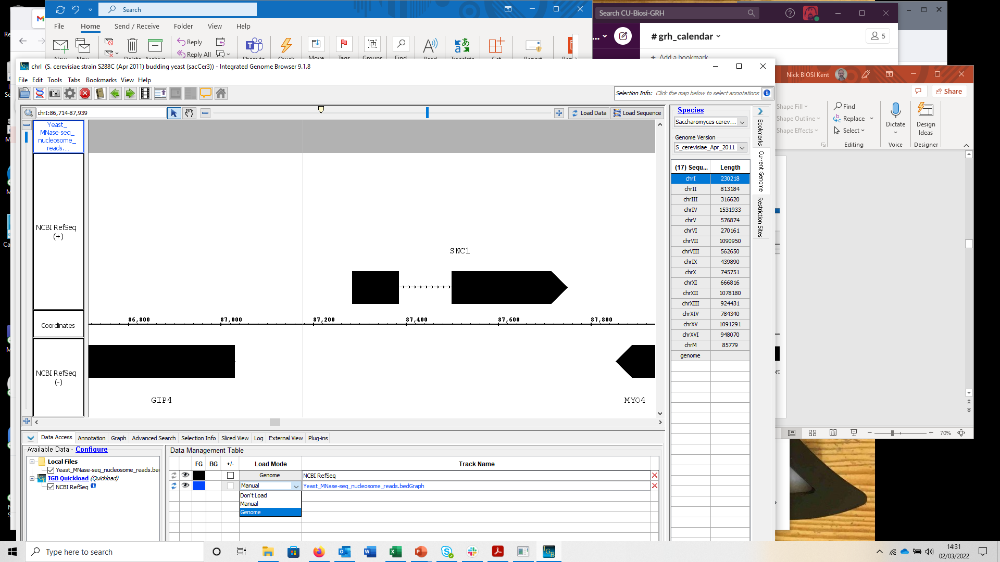 Search
File Home Send / Receive Folder View Help
New New Delete Archive
Reply
Reply All
Search CU-Biosi-GRH
# grh_calendar
5
Add a bookmark
chrI (S. cerevisiae strain S288C (Apr 2011) budding yeast (sacCer3)) - Integrated Genome Browser 9.1.8
File Edit Tools Tabs Bookmarks View Help
Selection Info: Click the map below to select annotations
chrI:86,714-87,939
Load Data Load Sequence
Yeast_
MNase-seq_
nucleosome_
reads....
NCBI RefSeq
(+)
SNC1
Coordinates
86,800 87,000 87,200 87,400 87,600 87,800
NCBI RefSeq
(-)
GIP4 MYO4
Species
Saccharomyces cerev...
Genome Version
S_cerevisiae_Apr_2011
(17) Sequ... Length
chrI 230218
chrII 813184
chrIII 316620
chrIV 1531933
chrV 576874
chrVI 270161
chrVII 1090950
chrVIII 562650
chrIX 439890
chrX 745751
chrXI 666816
chrXII 1078180
chrXIII 924431
chrXIV 784340
chrXV 1091291
chrXVI 948070
chrM 85779
genome
Bookmarks
Current Genome
Restriction Sites
Nick BIOSI Kent
Share
Shape Fill
Shape Outline
Shape Effects
Find
Replace
Select
Editing
Dictate
Voice
Design
Ideas
Designer
70%
Data Access Annotation Graph Advanced Search Selection Info Sliced View Log External View Plug-ins
Available Data - Configure
Local Files
Yeast_MNase-seq_nucleosome_reads.be
IGB Quickload (Quickload)
NCBI RefSeq
Data Management Table
FG BG +/- Load Mode Track Name
Genome NCBI RefSeq
Manual Yeast_MNase-seq_nucleosome_reads.bedGraph
Don't Load
Manual
Genome
Type here to search
14:31
02/03/2022